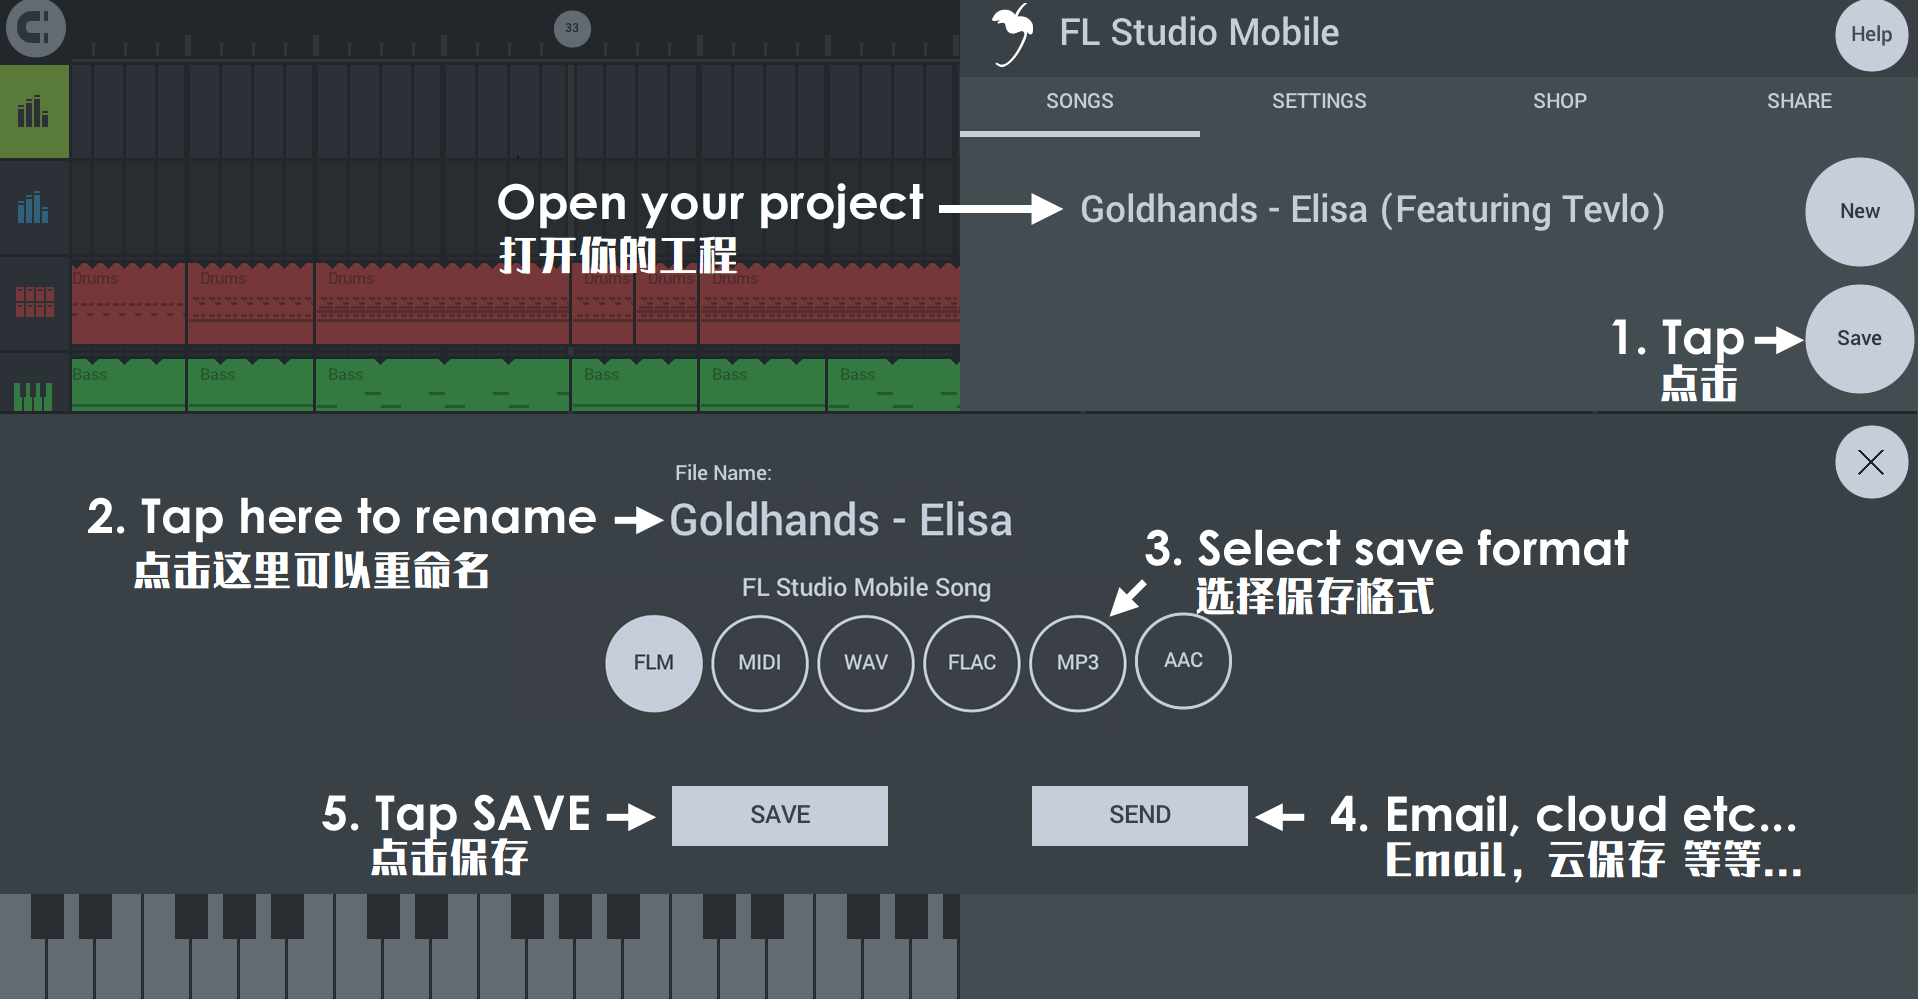 33
FL Studio Mobile
Help
SONGS
SETTINGS
SHOP
SHARE
Open your project
打开你的工程
Goldhands - Elisa (Featuring Tevlo)
New
Drums
Drums
Drums
Drums
Drums
Drums
1. Tap
点击
Save
Bass
Bass
Bass
Bass
Bass
Bass
File Name:
2. Tap here to rename
点击这里可以重命名
Goldhands - Elisa
3. Select save format
选择保存格式
FL Studio Mobile Song
FLM
MIDI
WAV
FLAC
MP3
AAC
5. Tap SAVE
点击保存
SAVE
SEND
4. Email, cloud etc...
Email，云保存 等等...